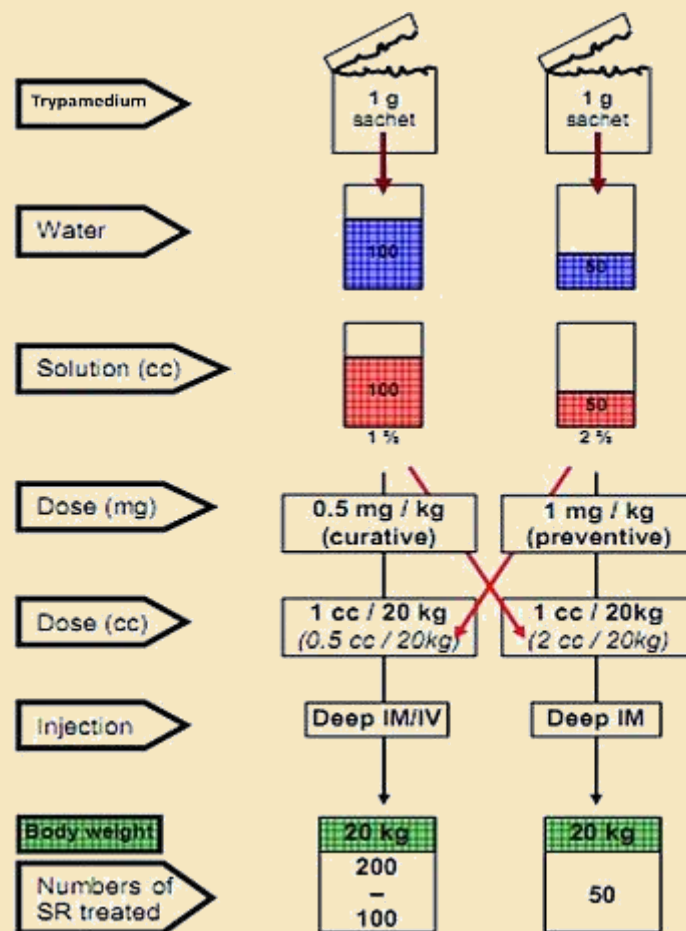 Trypamedium
1 g
sachet
1 g
sachet
Water
100
50
Solution (cc)
100
50
1 %
2 %
Dose (mg)
0.5 mg / kg
(curative)
1 mg / kg
(preventive)
Dose (cc)
1 cc / 20 kg
(0.5 cc / 20kg)
1 cc / 20kg
(2 cc / 20kg)
Injection
Deep IM/IV
Deep IM
Body weight
20 kg
20 kg
Numbers of
SR treated
200
–
100
50